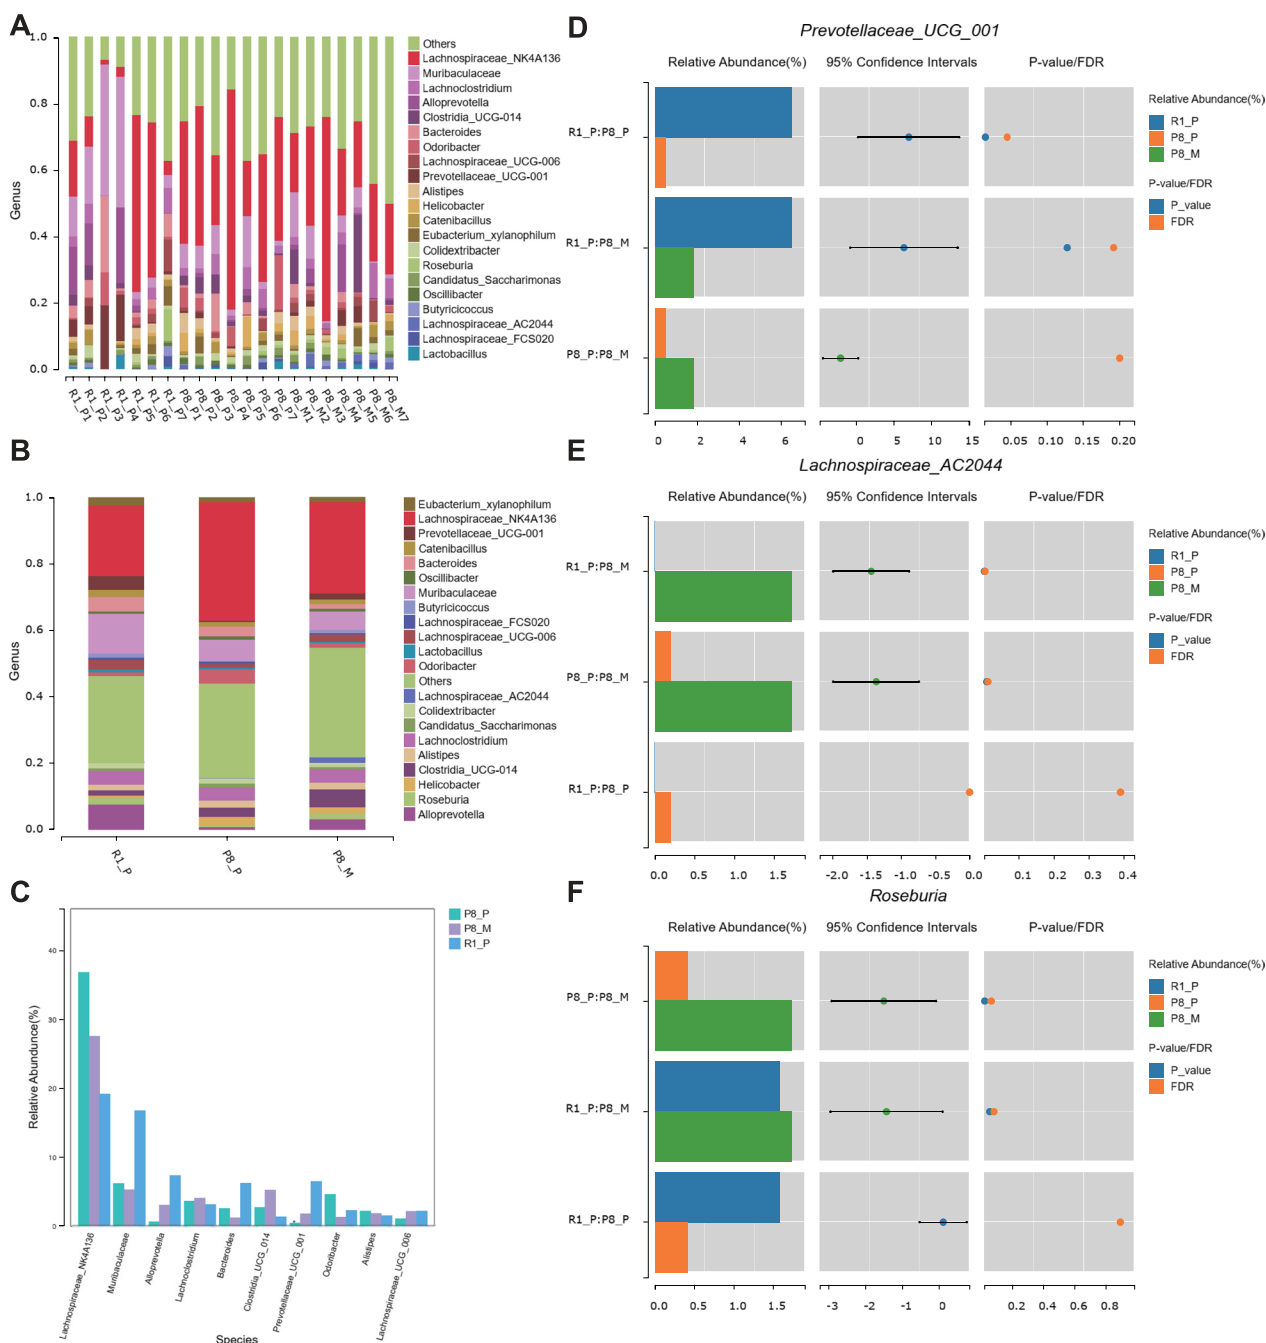 A
1.0
0.8
0.6
0.4
0.2
0.0
Genus
R1_P1
R1_P2
R1_P3
R1_P4
R1_P5
R1_P6
R1_P7
P8_P1
P8_P2
P8_P3
P8_P4
P8_P5
P8_P6
P8_P7
P8_M1
P8_M2
P8_M3
P8_M4
P8_M5
P8_M6
P8_M7
Others
Lachnospiraceae_NK4A136
Muribaculaceae
Lachnoclostridium
Alloprevotella
Clostridia_UCG-014
Bacteroides
Odoribacter
Lachnospiraceae_UCG-006
Prevotellaceae_UCG-001
Alistipes
Helicobacter
Catenibacillus
Eubacterium_xylanophilum
Colidextribacter
Roseburia
Candidatus_Saccharimonas
Oscillibacter
Butyricicoccus
Lachnospiraceae_AC2044
Lachnospiraceae_FCS020
Lactobacillus
B
1.0
0.8
0.6
0.4
0.2
0.0
Genus
R1_P
P8_P
P8_M
Eubacterium_xylanophilum
Lachnospiraceae_NK4A136
Prevotellaceae_UCG-001
Catenibacillus
Bacteroides
Oscillibacter
Muribaculaceae
Butyricicoccus
Lachnospiraceae_FCS020
Lachnospiraceae_UCG-006
Lactobacillus
Odoribacter
Others
Lachnospiraceae_AC2044
Colidextribacter
Candidatus_Saccharimonas
Lachnoclostridium
Alistipes
Clostridia_UCG-014
Helicobacter
Roseburia
Alloprevotella
C
40
30
20
10
0
Relative Abundunce(%)
P8_P
P8_M
R1_P
*
Lachnospiraceae_NK4A136
Muribaculaceae
Alloprevotella
Lachnoclostridium
Bacteroides
Clostridia_UCG_014
Prevotellaceae_UCG_001
Odoribacter
Alistipes
Lachnospiraceae_UCG_006
Species
D
Prevotellaceae_UCG_001
Relative Abundance(%)
95% Confidence Intervals
P-value/FDR
R1_P:P8_P
R1_P:P8_M
P8_P:P8_M
0 2 4 6
0 5 10 15
0.05 0.10 0.15 0.20
Relative Abundance(%)
R1_P
P8_P
P8_M
P-value/FDR
P_value
FDR
E
Lachnospiraceae_AC2044
Relative Abundance(%)
95% Confidence Intervals
P-value/FDR
R1_P:P8_M
P8_P:P8_M
R1_P:P8_P
0.0 0.5 1.0 1.5
-2.0 -1.5 -1.0 -0.5 0.0
0.1 0.2 0.3 0.4
Relative Abundance(%)
R1_P
P8_P
P8_M
P-value/FDR
P_value
FDR
F
Roseburia
Relative Abundance(%)
95% Confidence Intervals
P-value/FDR
P8_P:P8_M
R1_P:P8_M
R1_P:P8_P
0.0 0.5 1.0 1.5
-3 -2 -1 0
0.2 0.4 0.6 0.8
Relative Abundance(%)
R1_P
P8_P
P8_M
P-value/FDR
P_value
FDR